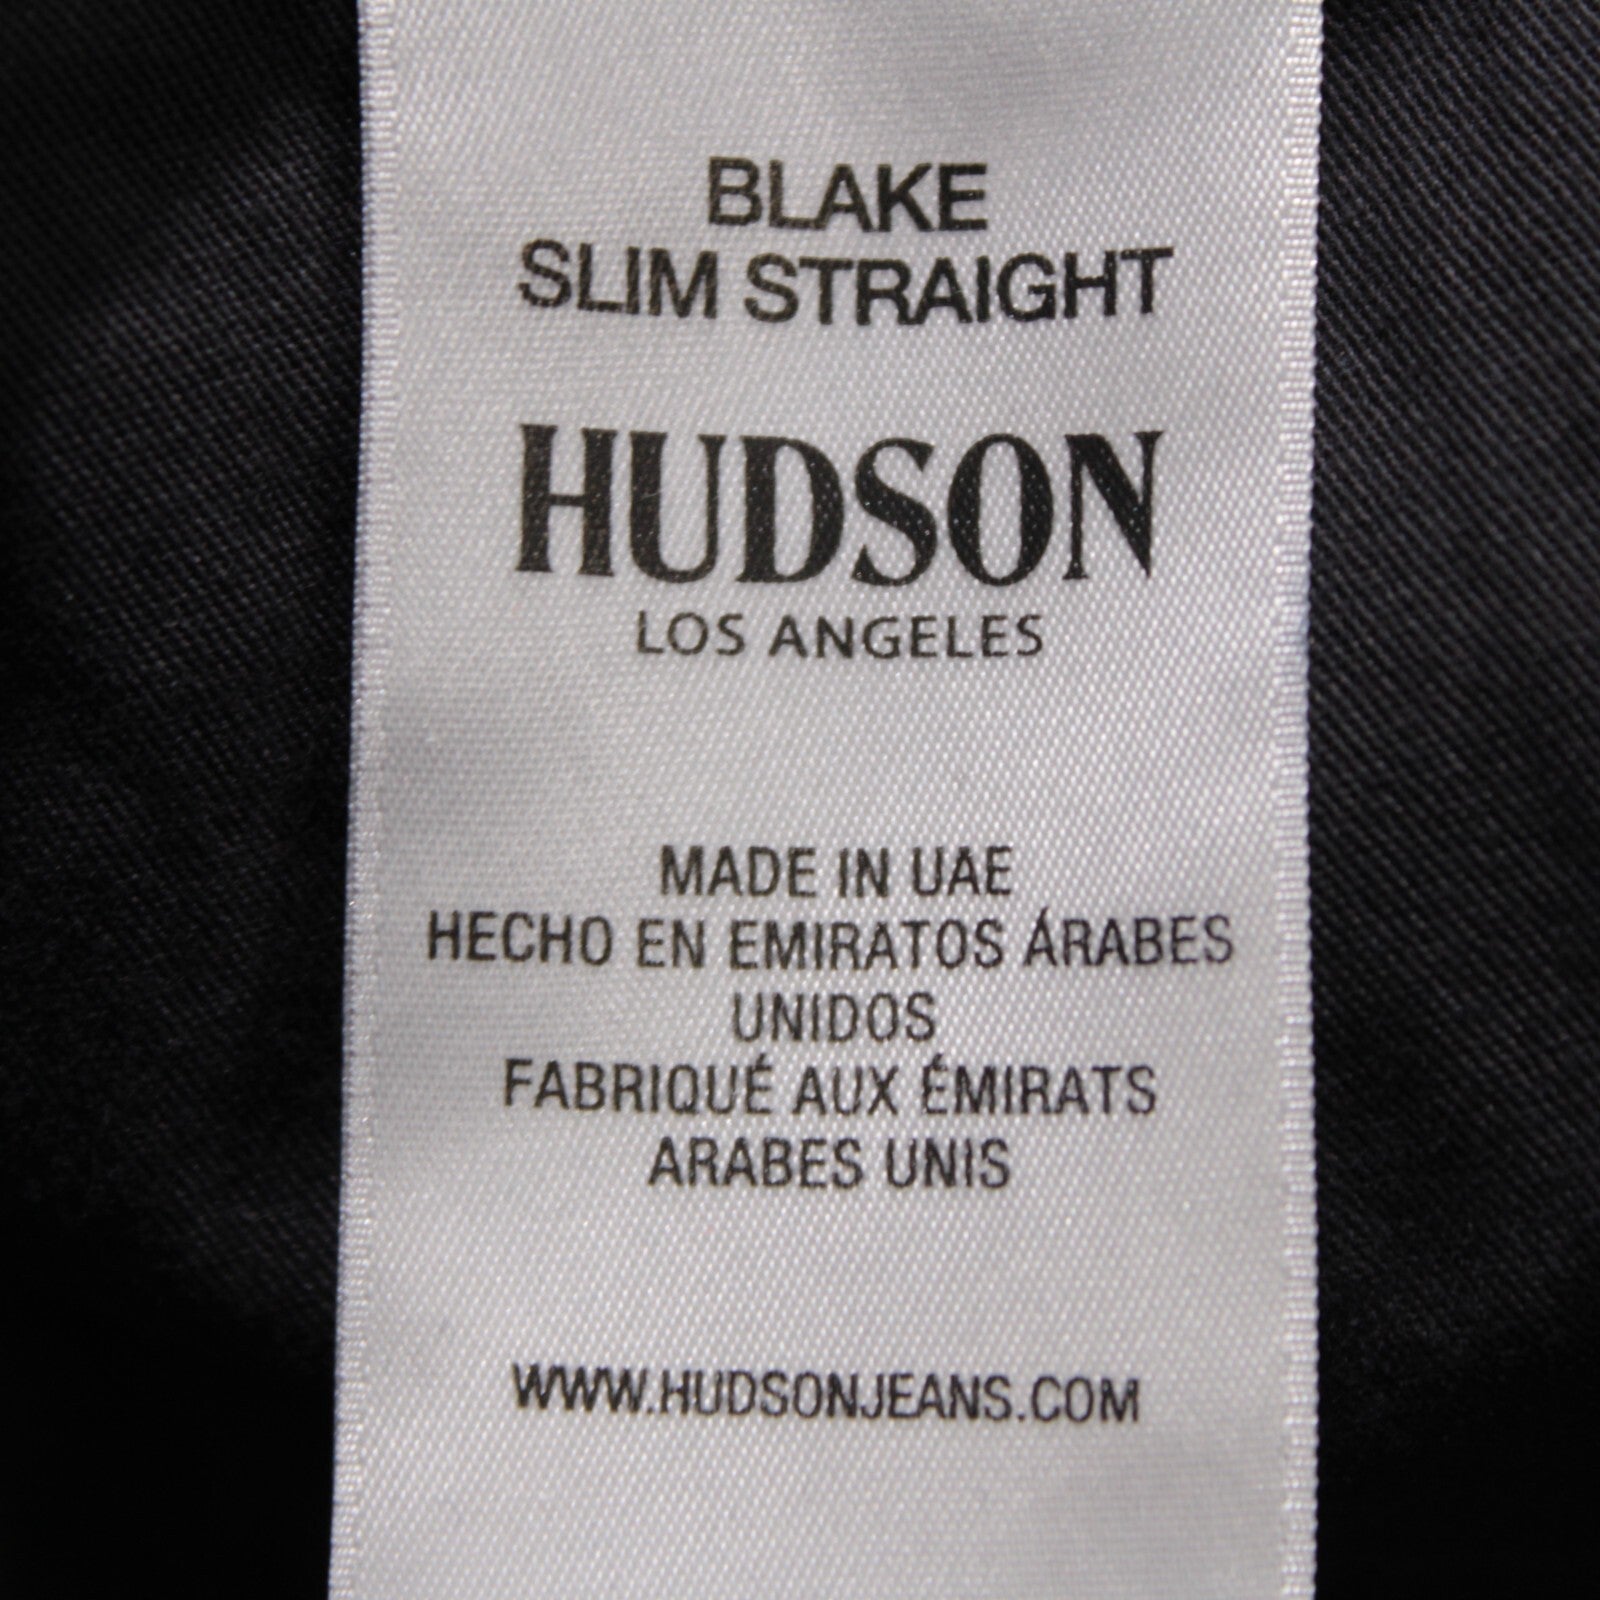 BLAKE
SLIM STRAIGHT
HUDSON
LOS ANGELES
MADE IN UAE
HECHO EN EMIRATOS ÁRABES
UNIDOS
FABRIQUÉ AUX ÉMIRATS
ARABES UNIS
WWW.HUDSONJEANS.COM